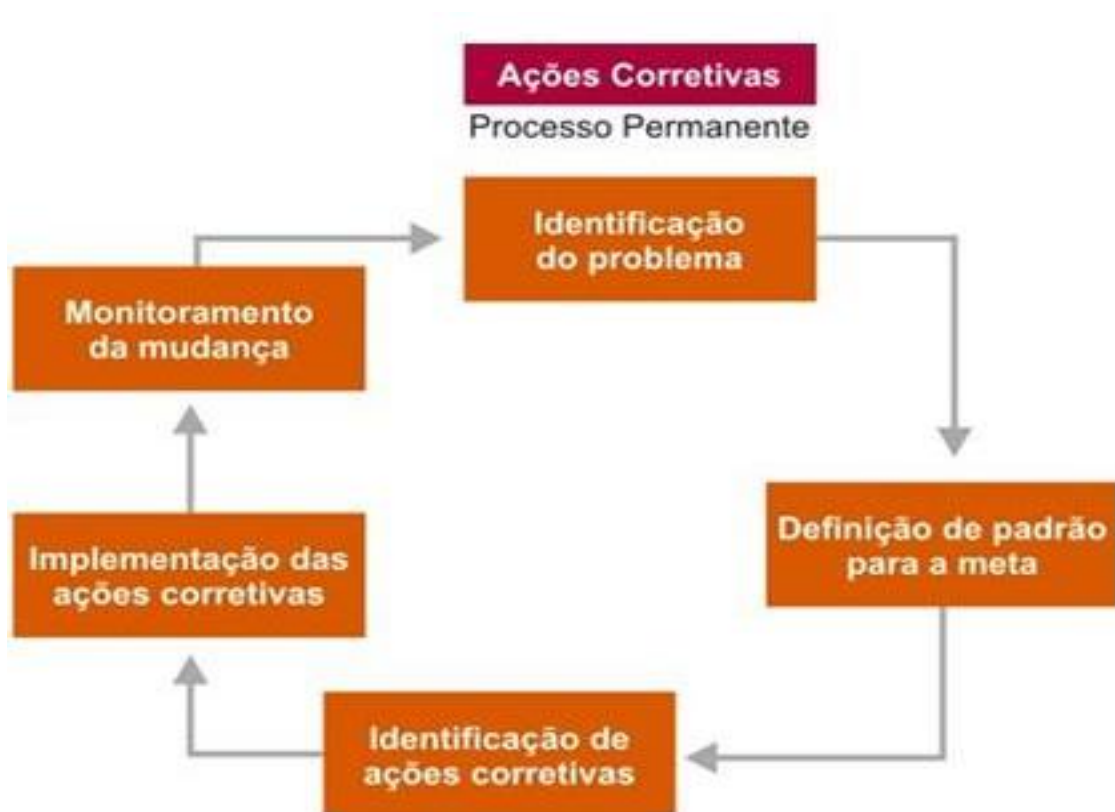 Ações Corretivas
Processo Permanente
Identificação
do problema
Definição de padrão
para a meta
Identificação de
ações corretivas
Implementação das
ações corretivas
Monitoramento
da mudança